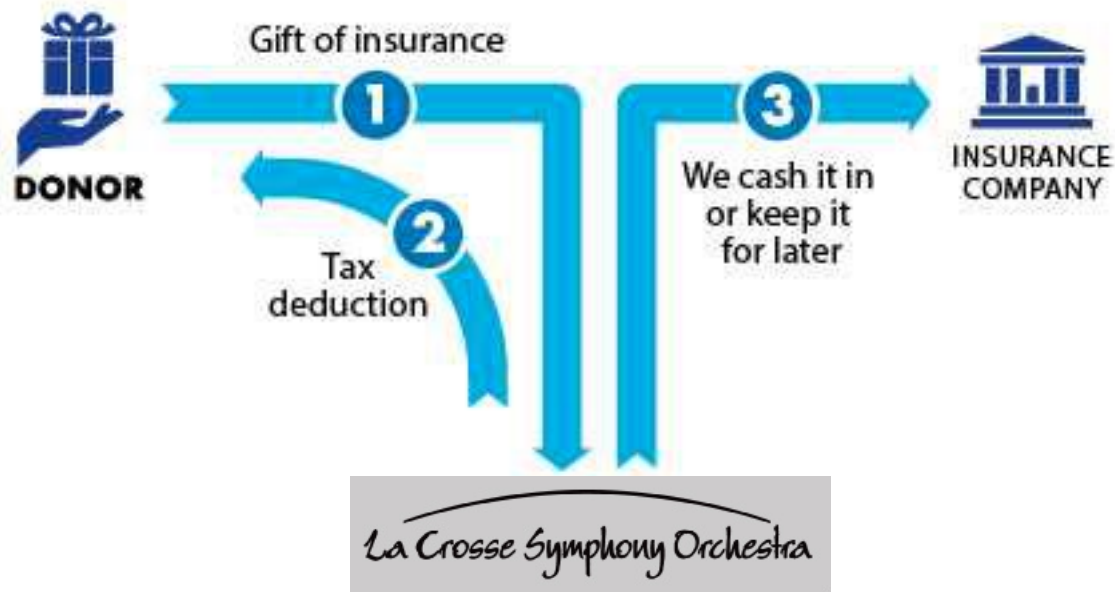 Gift of insurance
1
DONOR
2
Tax
deduction
3
We cash it in
or keep it
for later
INSURANCE
COMPANY
La Crosse Symphony Orchestra